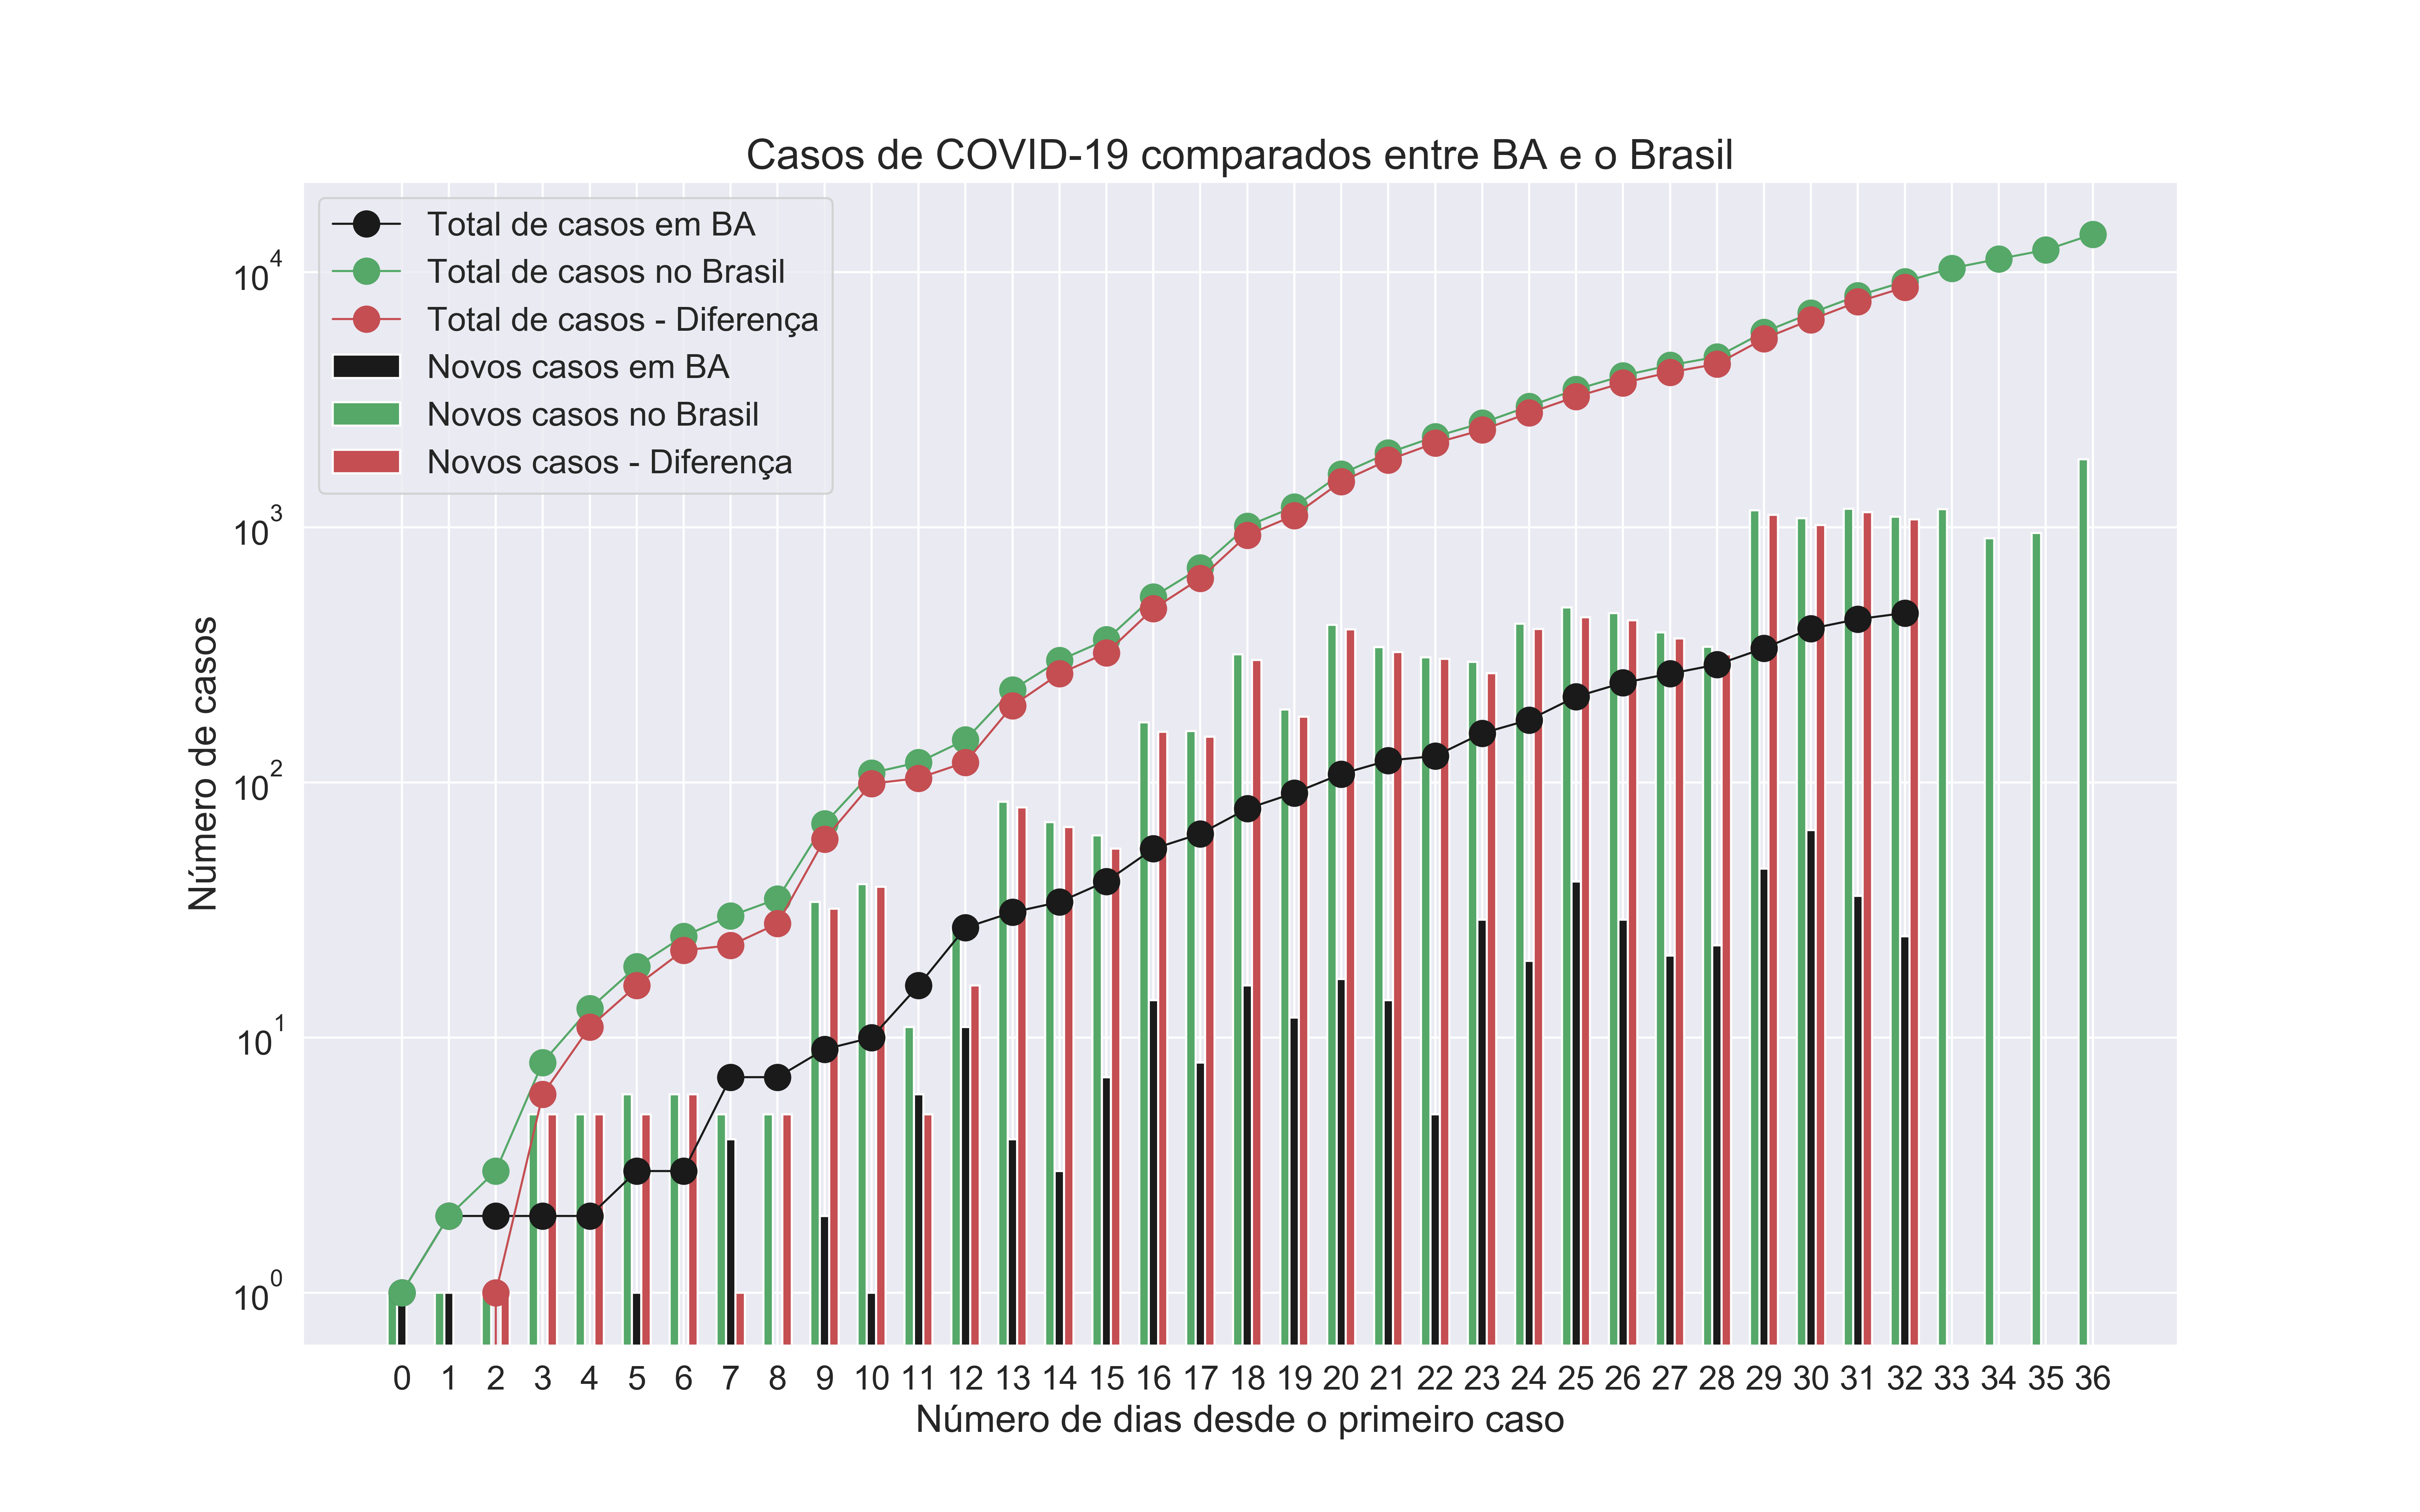 Casos de COVID-19 comparados entre BA e o Brasil
Total de casos em BA
Total de casos no Brasil
Total de casos - Diferença
Novos casos em BA
Novos casos no Brasil
Novos casos - Diferença
Número de casos
10^4
10^3
10^2
10^1
10^0
0 1 2 3 4 5 6 7 8 9 10 11 12 13 14 15 16 17 18 19 20 21 22 23 24 25 26 27 28 29 30 31 32 33 34 35 36
Número de dias desde o primeiro caso